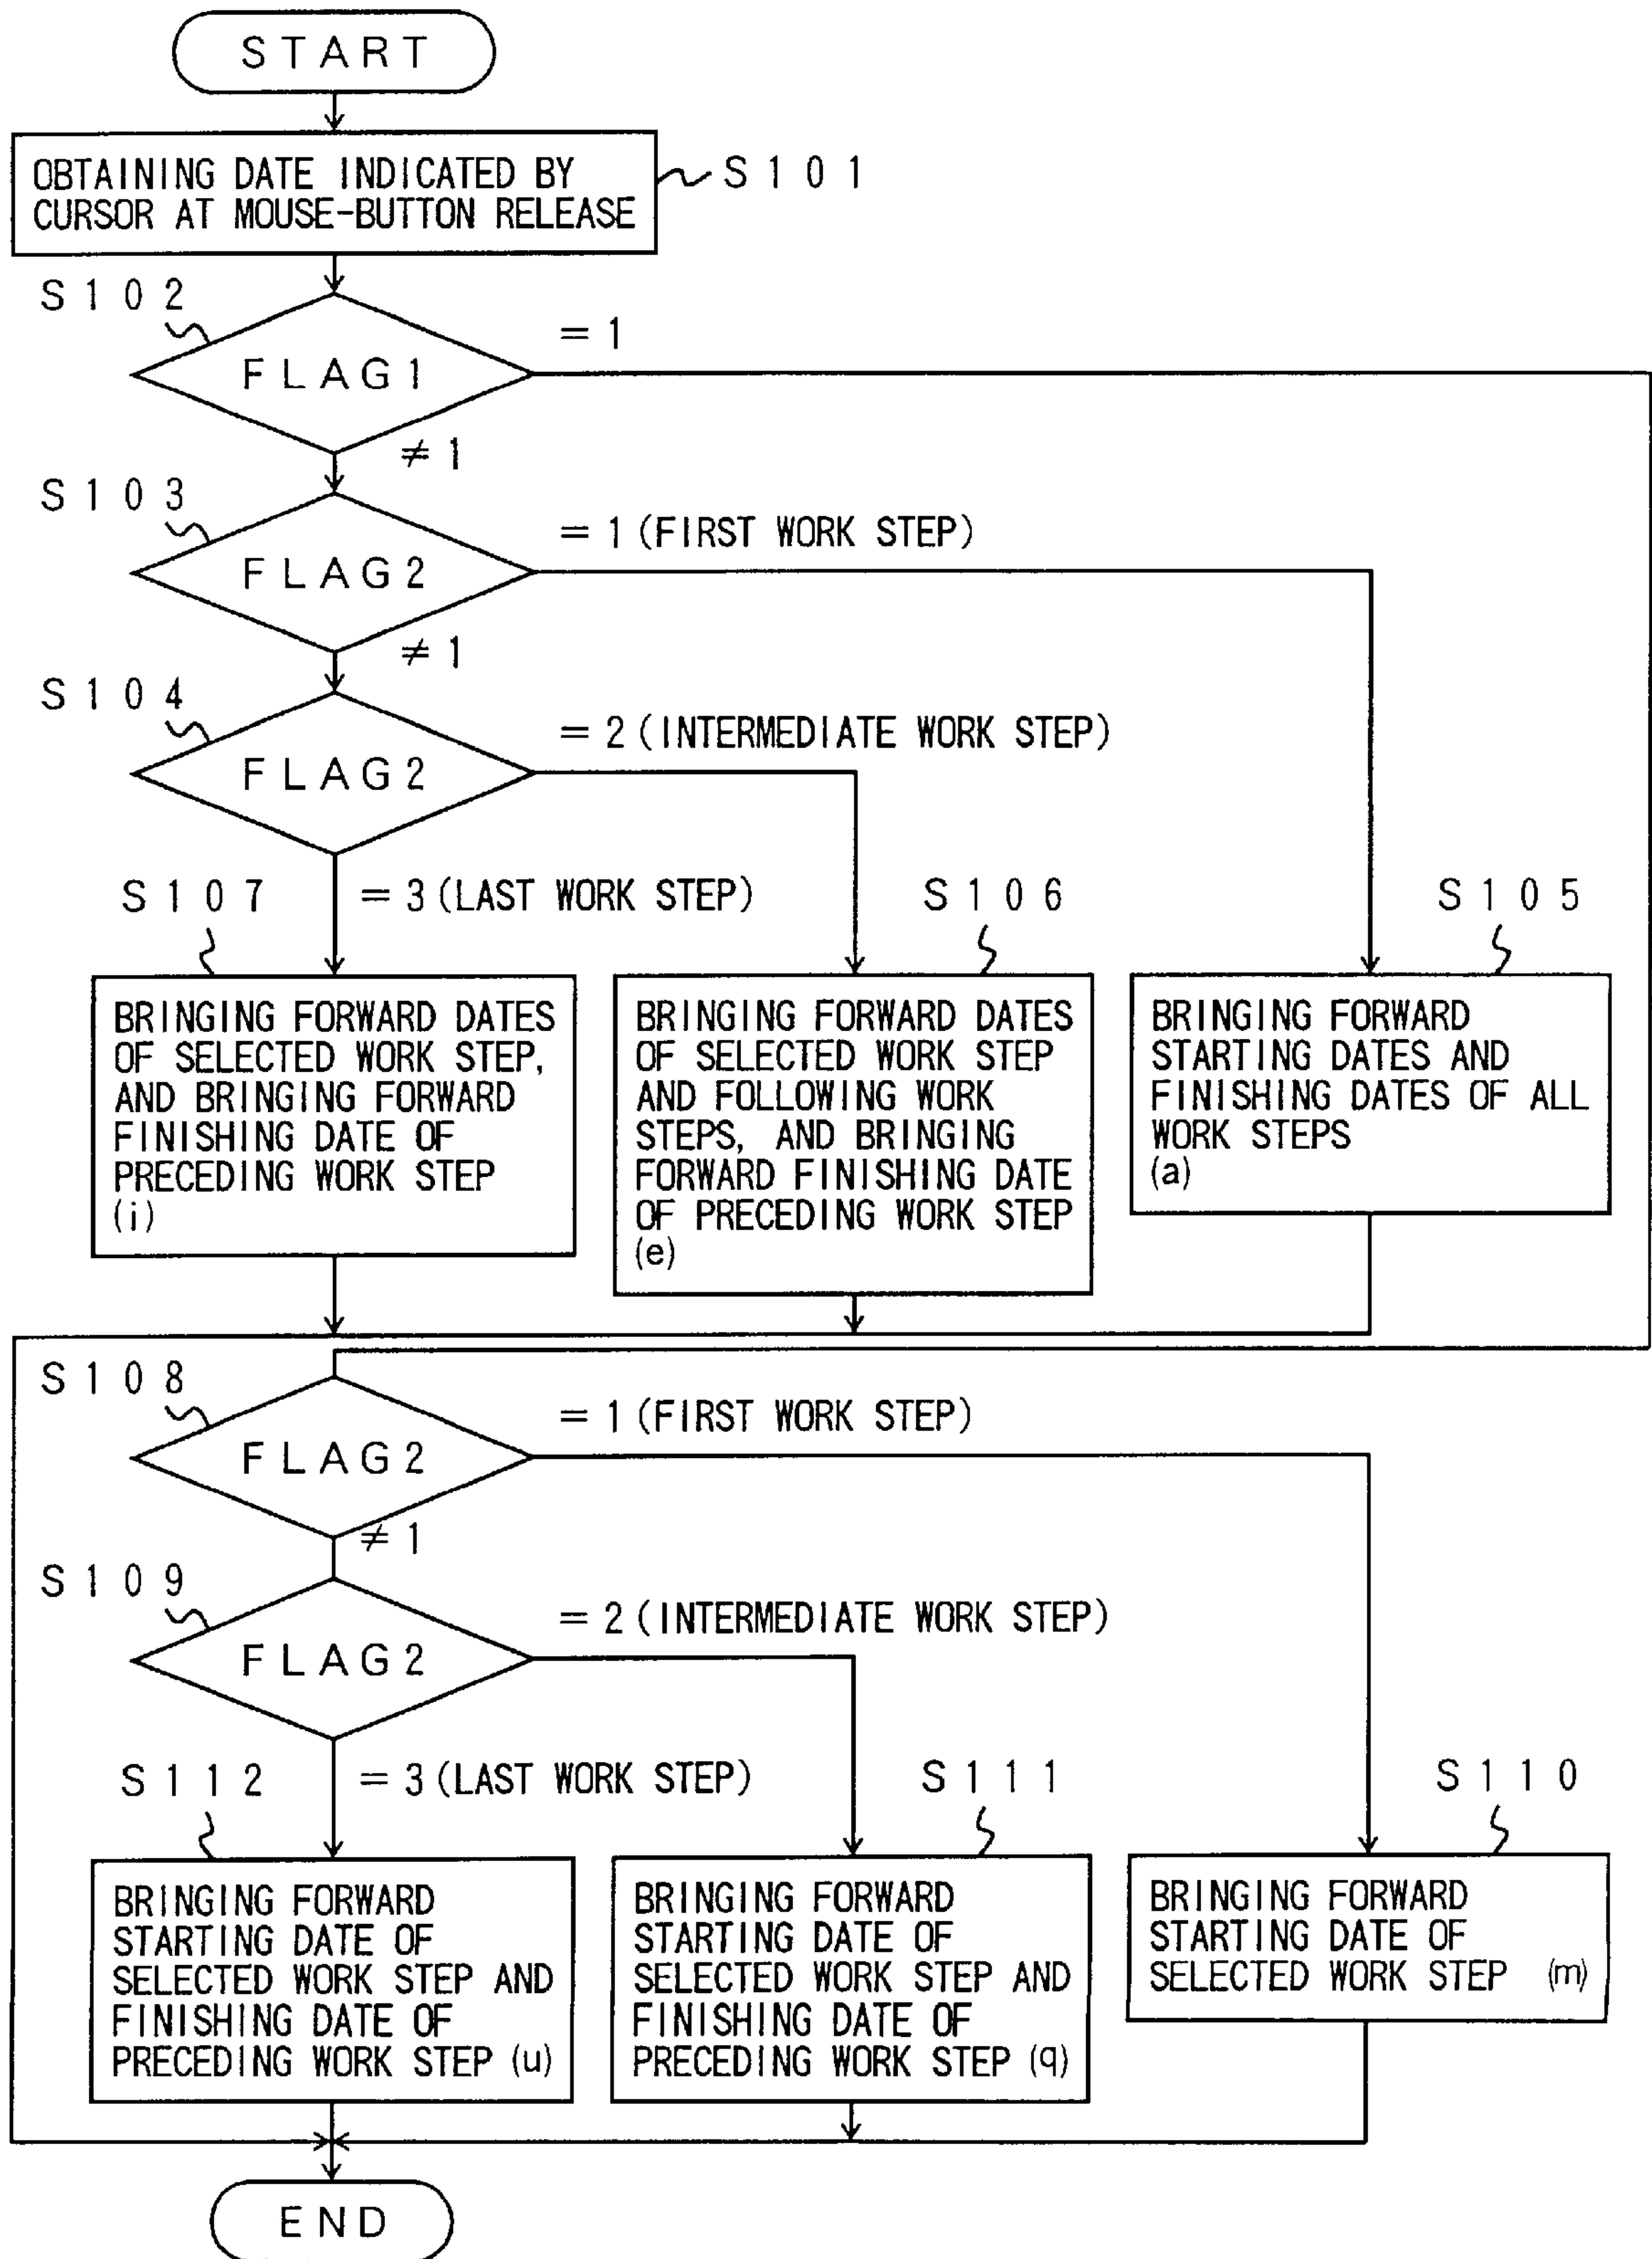 START
OBTAINING DATE INDICATED BY
CURSOR AT MOUSE-BUTTON RELEASE
S101
S102
= 1
FLAG1
≠ 1
S103
= 1 (FIRST WORK STEP)
FLAG2
≠ 1
S104
= 2 (INTERMEDIATE WORK STEP)
FLAG2
S107
= 3 (LAST WORK STEP)
S106
S105
BRINGING FORWARD DATES
OF SELECTED WORK STEP,
AND BRINGING FORWARD
FINISHING DATE OF
PRECEDING WORK STEP
(i)
BRINGING FORWARD DATES
OF SELECTED WORK STEP
AND FOLLOWING WORK
STEPS, AND BRINGING
FORWARD FINISHING DATE
OF PRECEDING WORK STEP
(e)
BRINGING FORWARD
STARTING DATES AND
FINISHING DATES OF ALL
WORK STEPS
(a)
S108
= 1 (FIRST WORK STEP)
FLAG2
≠ 1
S109
= 2 (INTERMEDIATE WORK STEP)
FLAG2
S112
= 3 (LAST WORK STEP)
S111
S110
BRINGING FORWARD
STARTING DATE OF
SELECTED WORK STEP AND
FINISHING DATE OF
PRECEDING WORK STEP (u)
BRINGING FORWARD
STARTING DATE OF
SELECTED WORK STEP AND
FINISHING DATE OF
PRECEDING WORK STEP (q)
BRINGING FORWARD
STARTING DATE OF
SELECTED WORK STEP (m)
END